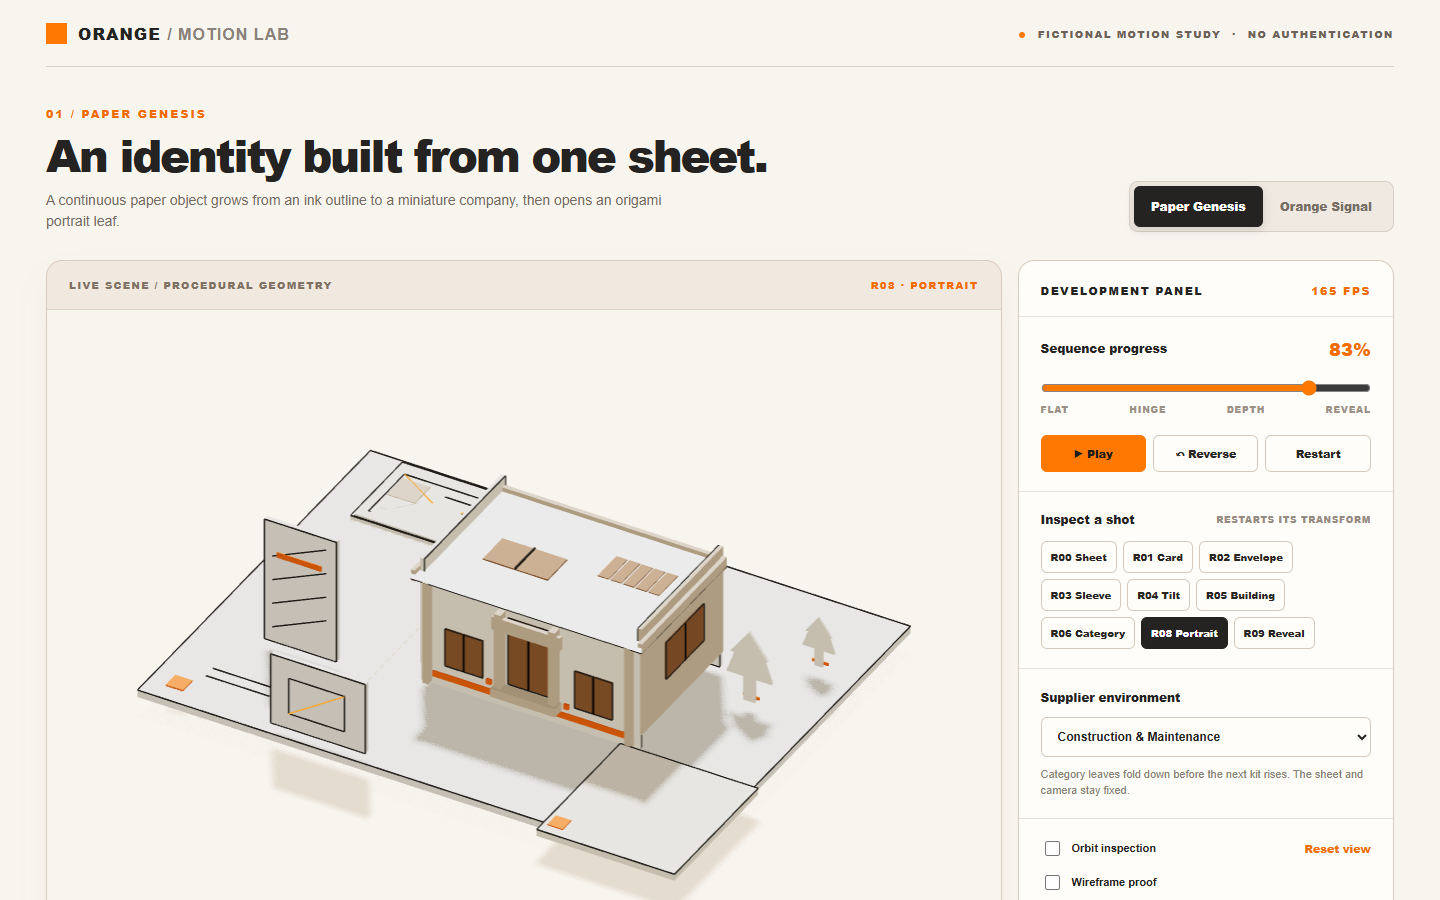 ORANGE / MOTION LAB
FICTIONAL MOTION STUDY · NO AUTHENTICATION
01 / PAPER GENESIS
An identity built from one sheet.
A continuous paper object grows from an ink outline to a miniature company, then opens an origami
portrait leaf.
Paper Genesis
Orange Signal
LIVE SCENE / PROCEDURAL GEOMETRY
R08 · PORTRAIT
DEVELOPMENT PANEL
165 FPS
Sequence progress
83%
FLAT HINGE DEPTH REVEAL
▶ Play
↶ Reverse
Restart
Inspect a shot
RESTARTS ITS TRANSFORM
R00 Sheet
R01 Card
R02 Envelope
R03 Sleeve
R04 Tilt
R05 Building
R06 Category
R08 Portrait
R09 Reveal
Supplier environment
Construction & Maintenance
Category leaves fold down before the next kit rises. The sheet and
camera stay fixed.
Orbit inspection
Reset view
Wireframe proof